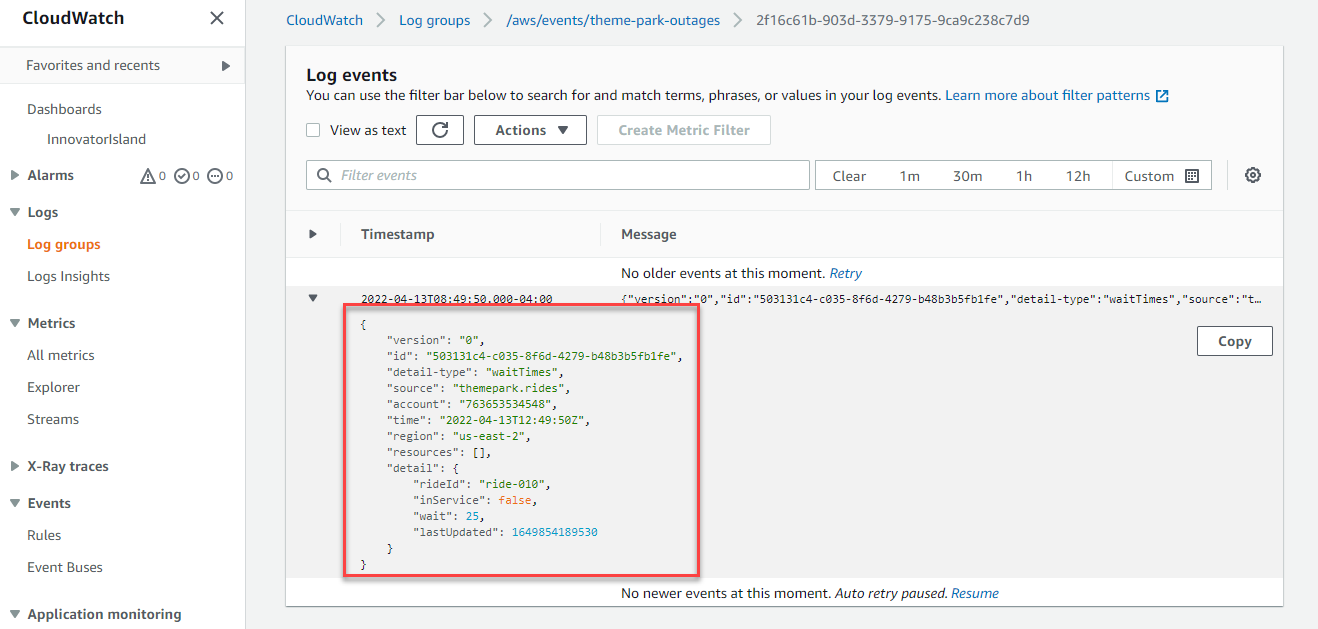 CloudWatch
Favorites and recents
Dashboards
InnovatorIsland
Alarms 0 0 0
Logs
Log groups
Logs Insights
Metrics
All metrics
Explorer
Streams
X-Ray traces
Events
Rules
Event Buses
Application monitoring
CloudWatch Log groups /aws/events/theme-park-outages 2f16c61b-903d-3379-9175-9ca9c238c7d9
Log events
You can use the filter bar below to search for and match terms, phrases, or values in your log events. Learn more about filter patterns
View as text Actions Create Metric Filter
Filter events Clear 1m 30m 1h 12h Custom
Timestamp Message
No older events at this moment. Retry
2022-04-13T08:49:50.000-04:00 {"version":"0","id":"503131c4-c035-8f6d-4279-b48b3b5fb1fe","detail-type":"waitTimes","source":"t…
{
"version": "0",
"id": "503131c4-c035-8f6d-4279-b48b3b5fb1fe",
"detail-type": "waitTimes",
"source": "themepark.rides",
"account": "763653534548",
"time": "2022-04-13T12:49:50Z",
"region": "us-east-2",
"resources": [],
"detail": {
"rideId": "ride-010",
"inService": false,
"wait": 25,
"lastUpdated": 1649854189530
}
}
Copy
No newer events at this moment. Auto retry paused. Resume